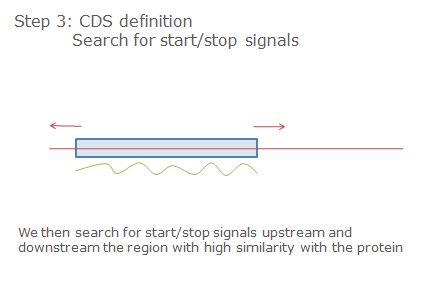 Step 3: CDS definition
Search for start/stop signals
We then search for start/stop signals upstream and
downstream the region with high similarity with the protein